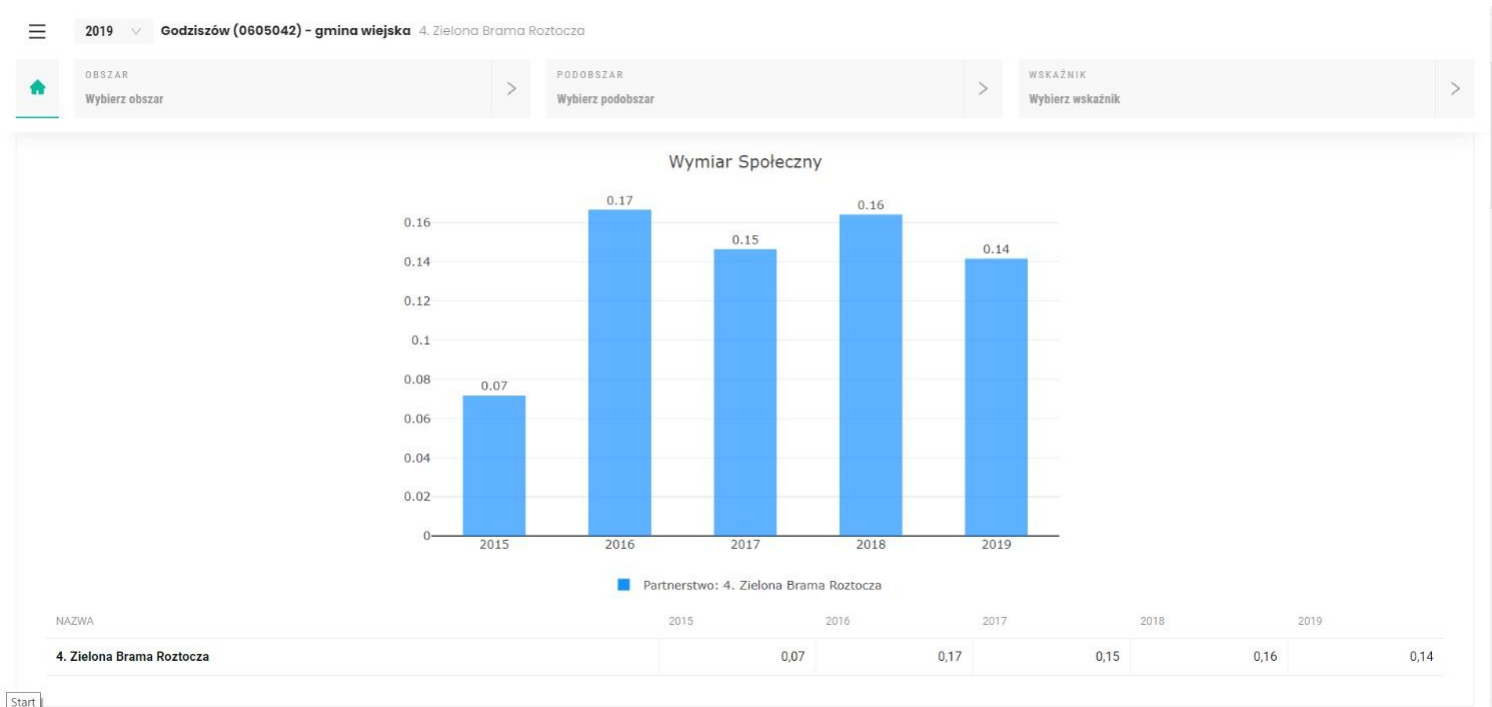 2019 Godziszów (0605042) - gmina wiejska 4. Zielona Brama Roztocza
OBSZAR
Wybierz obszar
PODOBSZAR
Wybierz podobszar
WSKAŹNIK
Wybierz wskaźnik
Wymiar Społeczny
0.17
0.16
0.16
0.15
0.14
0.14
0.12
0.1
0.08
0.07
0.06
0.04
0.02
0
2015 2016 2017 2018 2019
Partnerstwo: 4. Zielona Brama Roztocza
NAZWA 2015 2016 2017 2018 2019
4. Zielona Brama Roztocza 0,07 0,17 0,15 0,16 0,14
Start